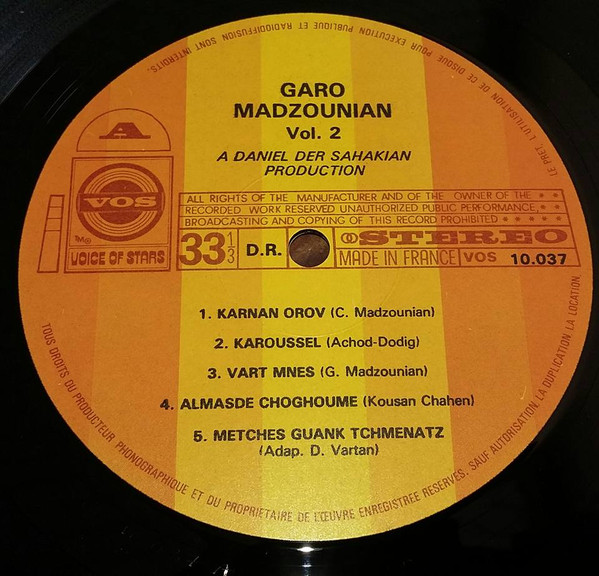 GARO
MADZOUNIAN
Vol. 2
A DANIEL DER SAHAKIAN
PRODUCTION
A
VOS
TM®
VOICE OF STARS
ALL RIGHTS OF THE MANUFACTURER AND OF THE OWNER OF THE
RECORDED WORK RESERVED UNAUTHORIZED PUBLIC PERFORMANCE,
BROADCASTING AND COPYING OF THIS RECORD PROHIBITED
33 1/3
D.R.
STEREO
MADE IN FRANCE
VOS 10.037
1. KARNAN OROV (C. Madzounian)
2. KAROUSSEL (Achod-Dodig)
3. VART MNES (G. Madzounian)
4. ALMASDE CHOGHOUME (Kousan Chahen)
5. METCHES GUANK TCHMENATZ
(Adap. D. Vartan)
TOUS DROITS DU PRODUCTEUR PHONOGRAPHIQUE ET DU PROPRIETAIRE DE L'ŒUVRE ENREGISTREE RESERVES. SAUF AUTORISATION, LA DUPLICATION, LA LOCATION, LE PRET, L'UTILISATION DE CE DISQUE POUR EXECUTION PUBLIQUE ET RADIODIFFUSION SONT INTERDITS.